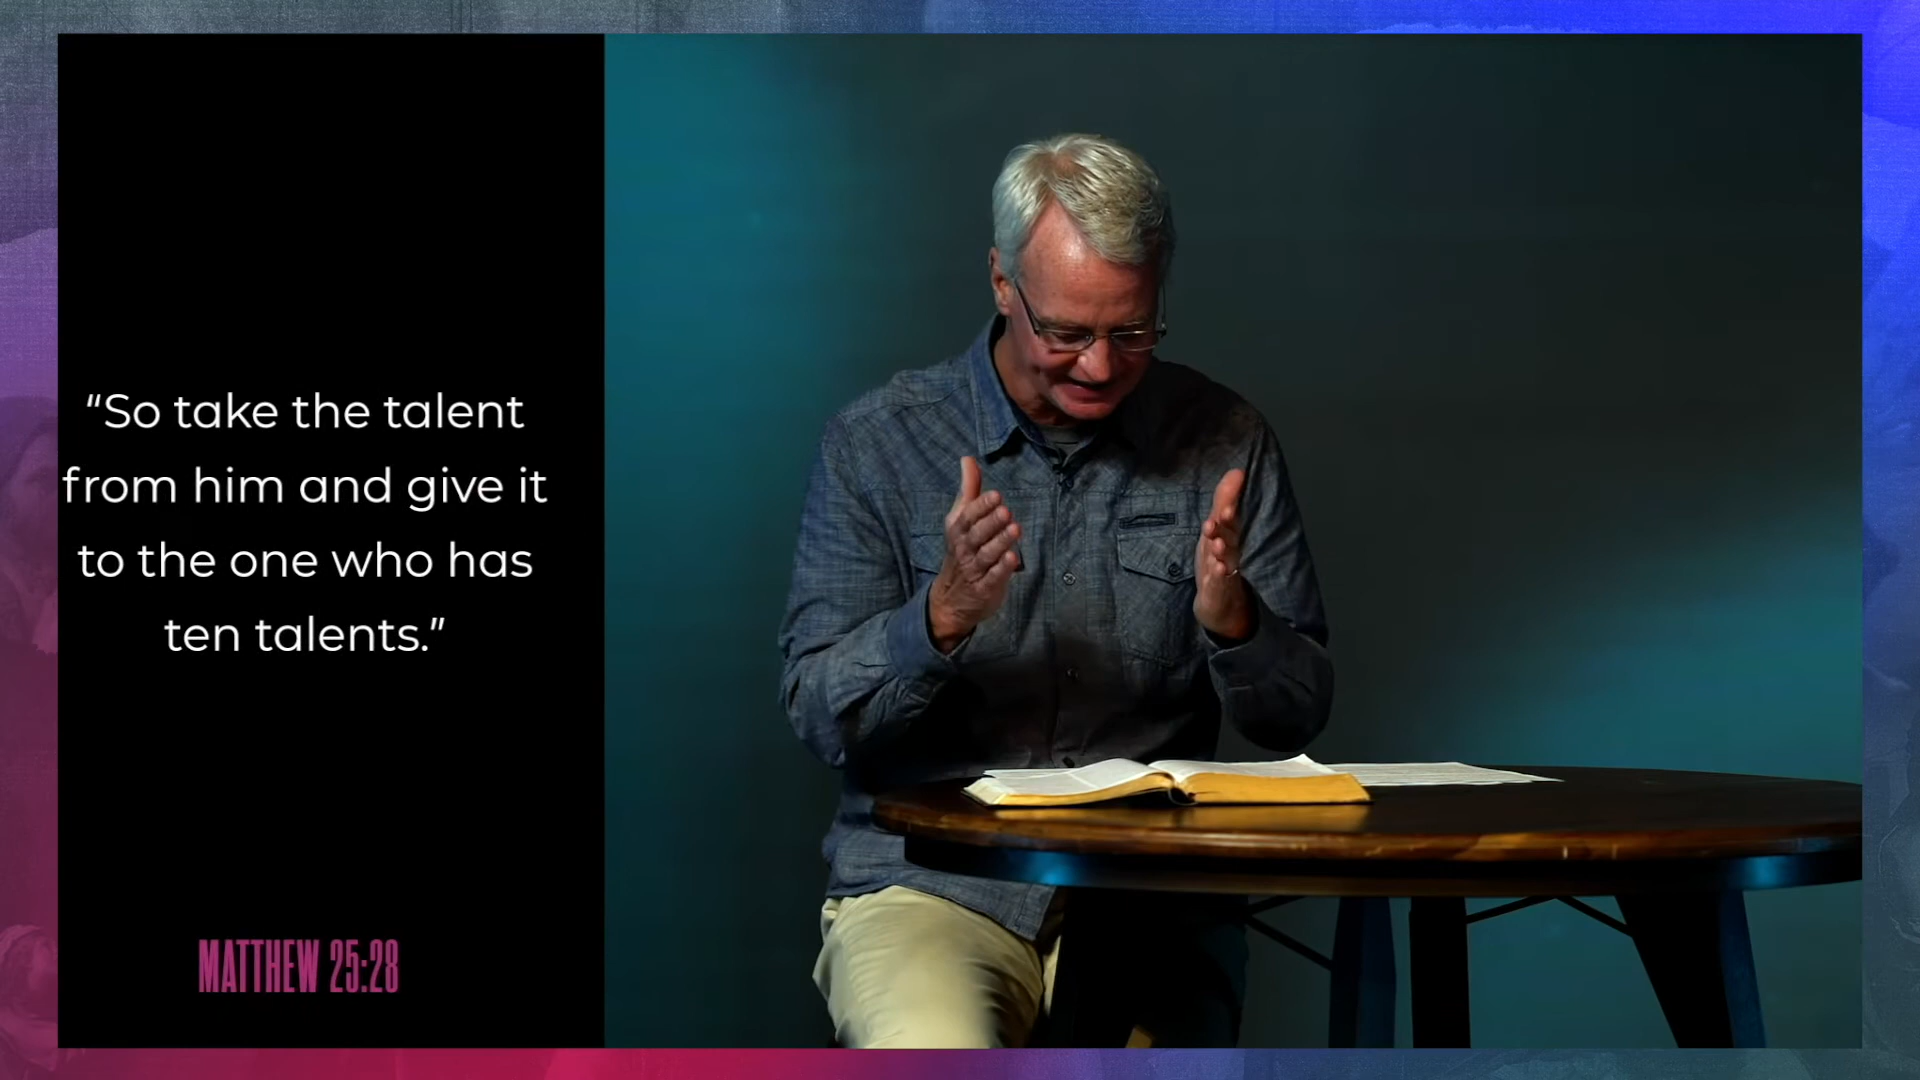 “So take the talent
from him and give it
to the one who has
ten talents.”
MATTHEW 25:28